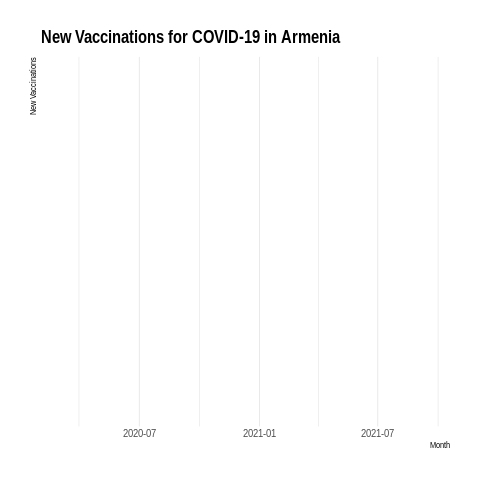 New Vaccinations for COVID-19 in Armenia
New Vaccinations
2020-07
2021-01
2021-07
Month